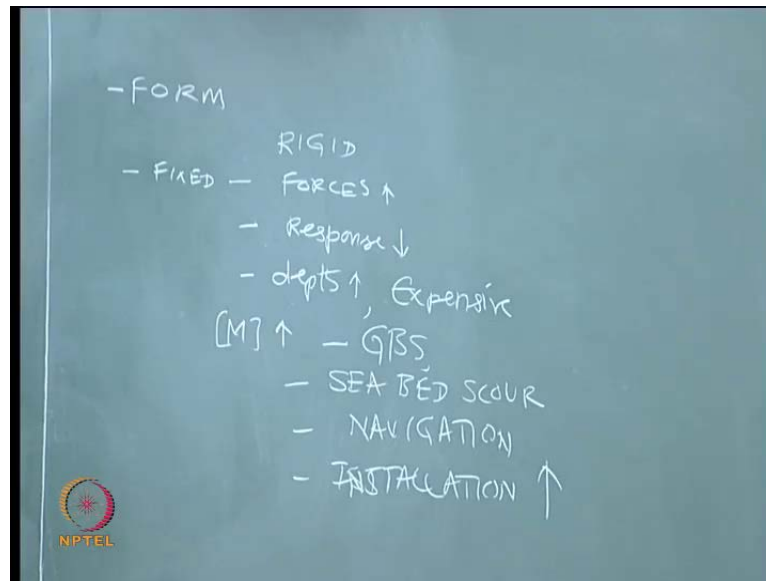 - FORM
RIGID
- FIXED - FORCES ↑
- Response ↓
- depts ↑, Expensive
[M] ↑ - GBS
- SEA BED SCOUR
- NAVIGATION
- INSTALLATION ↑
NPTEL